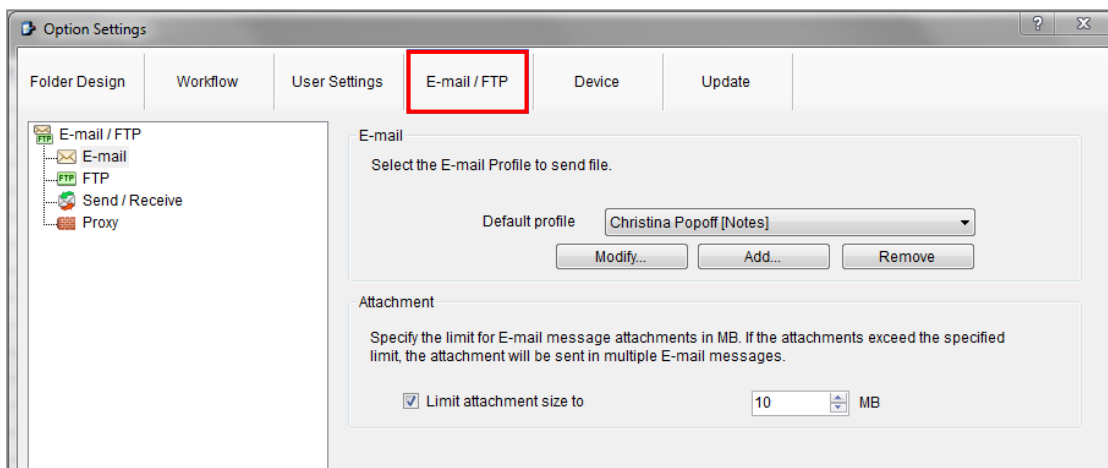 Option Settings
Folder Design Workflow User Settings E-mail / FTP Device Update
E-mail / FTP
E-mail
FTP
Send / Receive
Proxy
E-mail
Select the E-mail Profile to send file.
Default profile Christina Popoff [Notes]
Modify... Add... Remove
Attachment
Specify the limit for E-mail message attachments in MB. If the attachments exceed the specified
limit, the attachment will be sent in multiple E-mail messages.
Limit attachment size to 10 MB